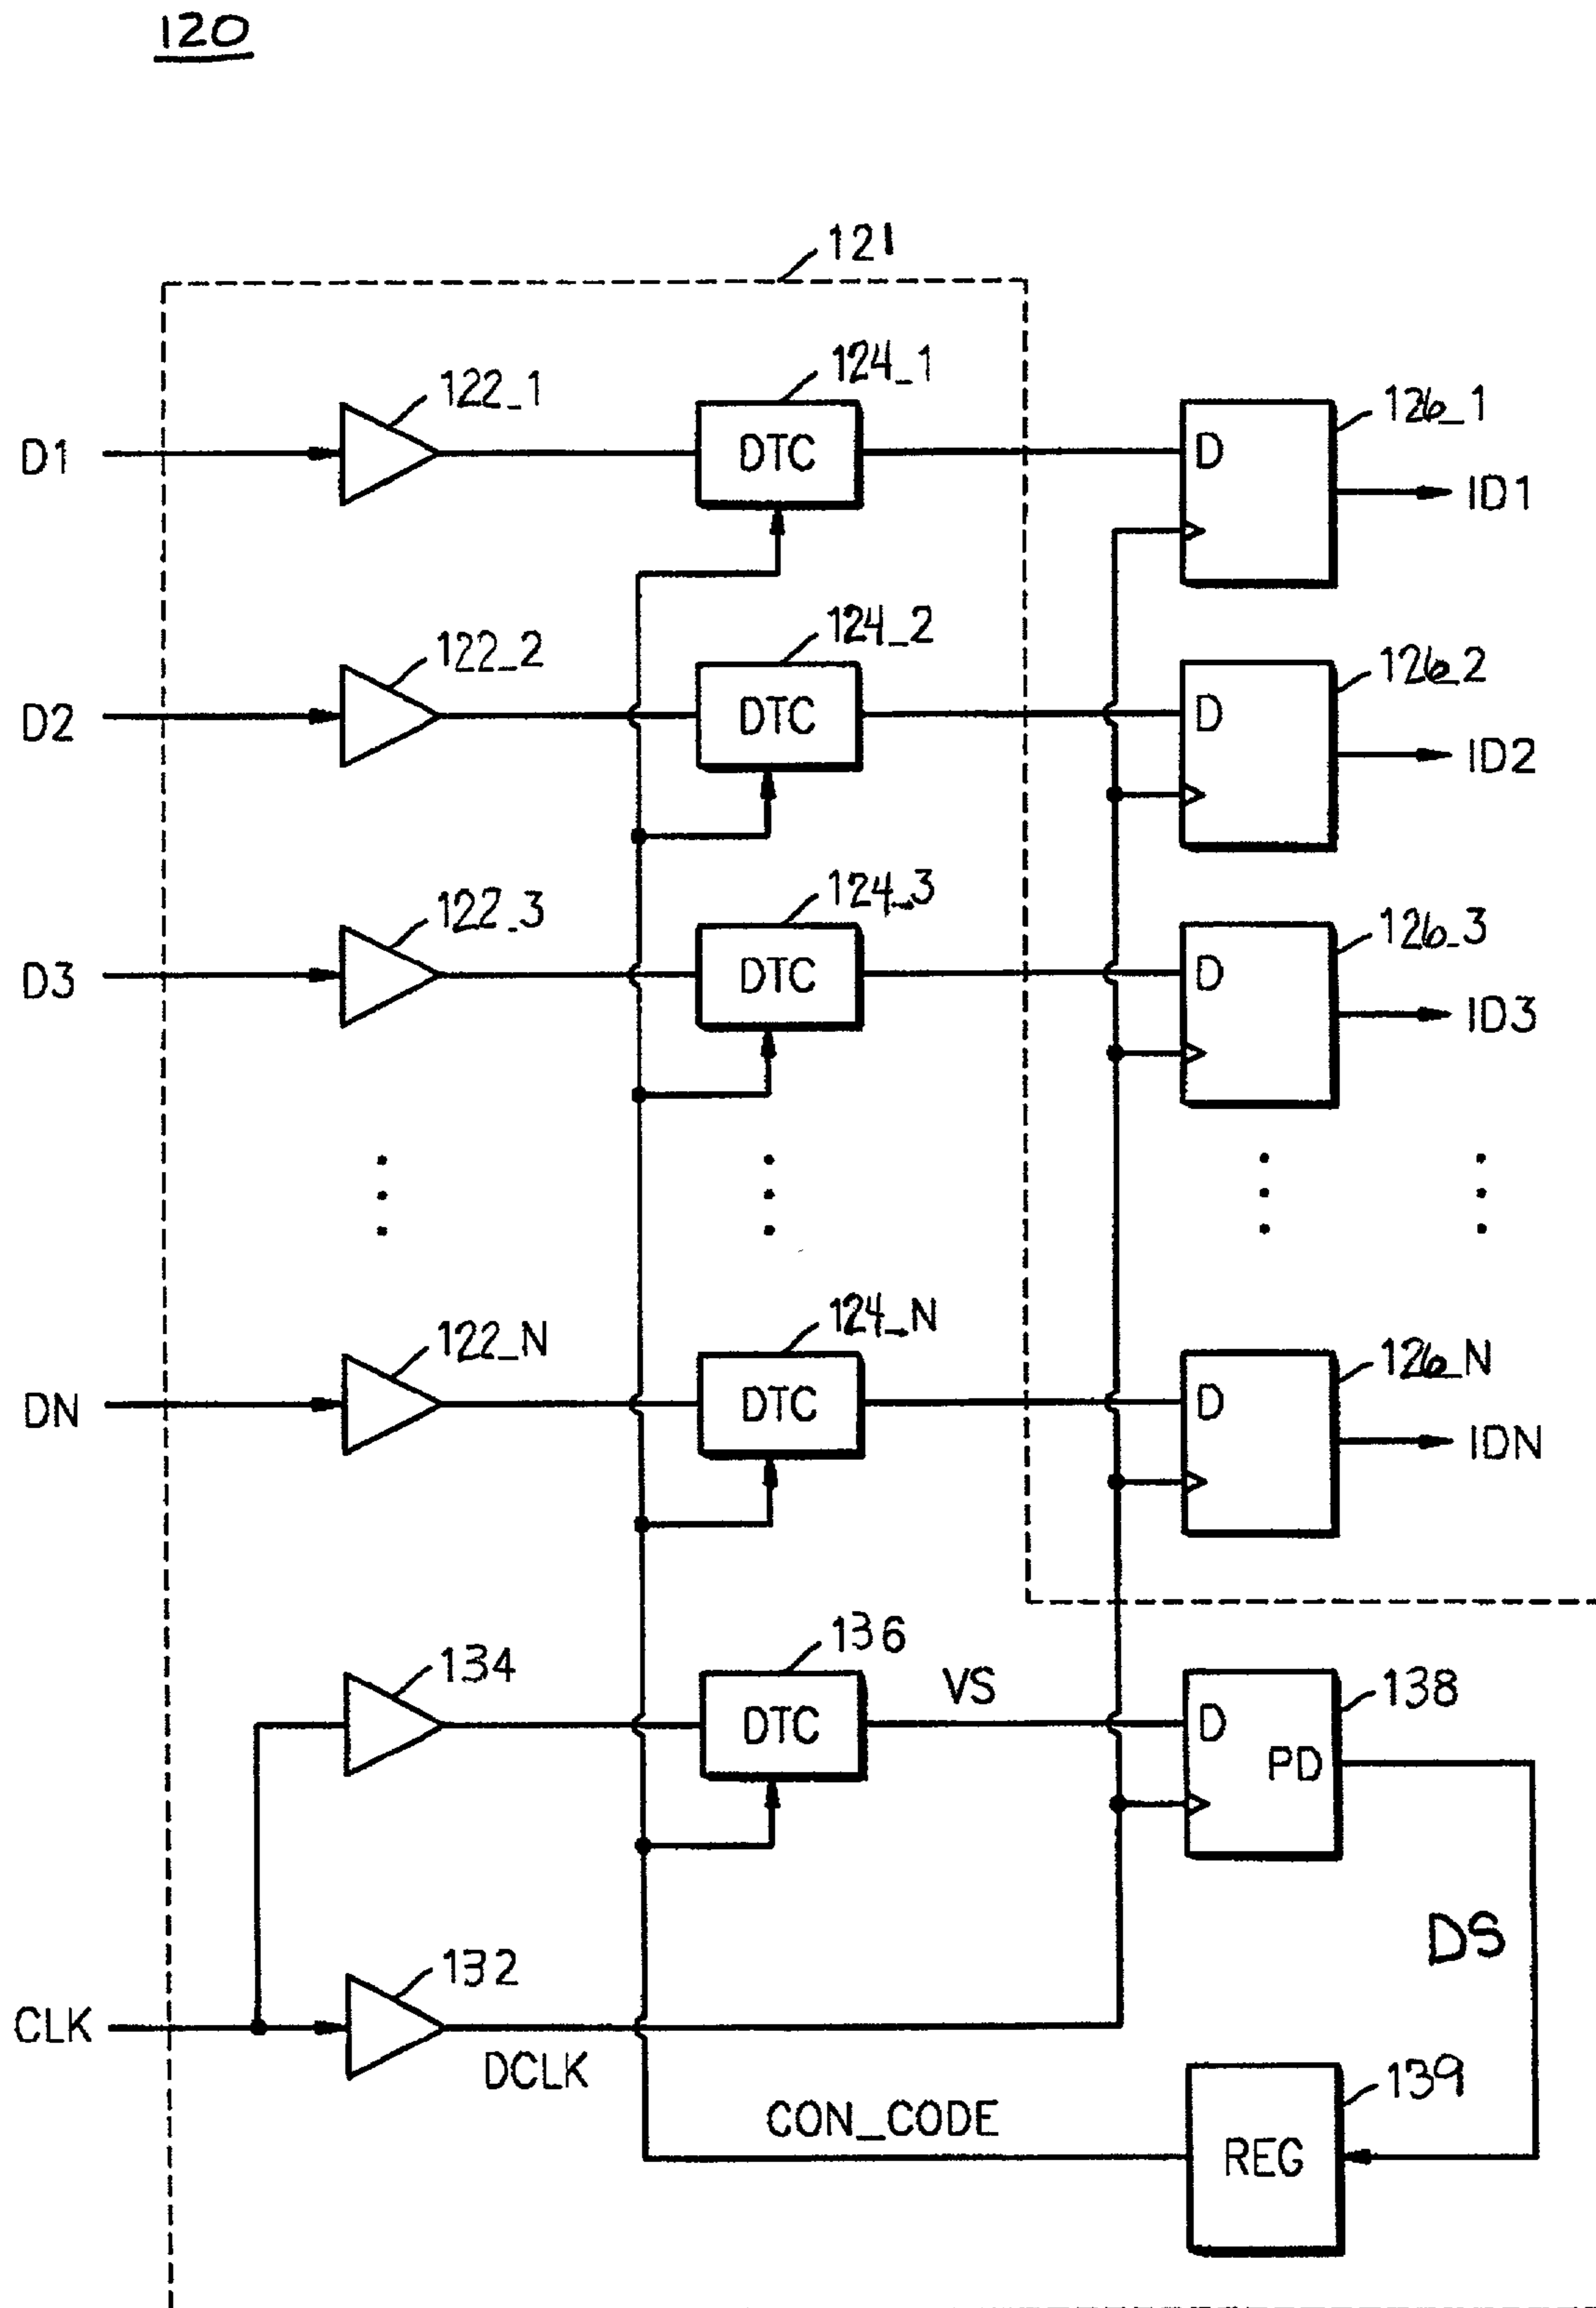 120
121
122_1
124_1
126_1
D1
DTC
D
ID1
122_2
124_2
126_2
D2
DTC
D
ID2
122_3
124_3
126_3
D3
DTC
D
ID3
122_N
124_N
126_N
DN
DTC
D
IDN
134
136
VS
138
DTC
D
PD
DS
132
CLK
DCLK
139
CON_CODE
REG